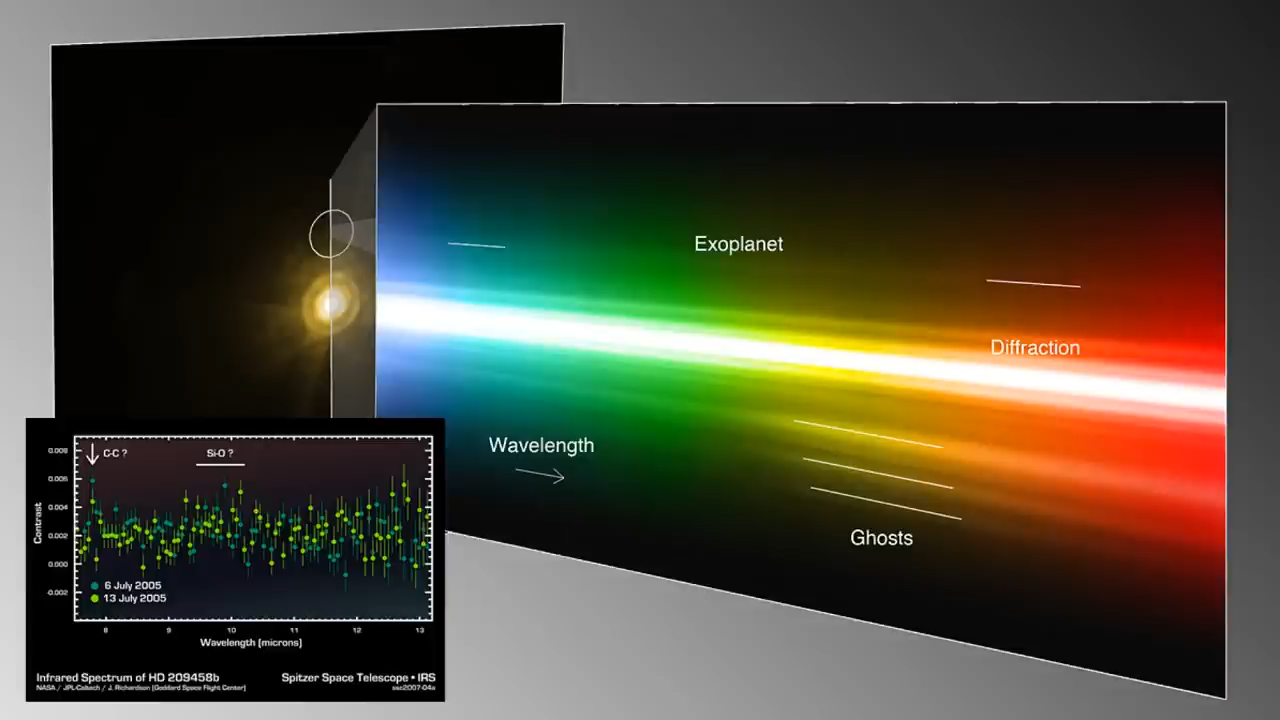 Exoplanet
Diffraction
Wavelength
Ghosts
C-C ?
Si-O ?
0.008
0.006
0.004
0.002
0.000
-0.002
Contrast
6 July 2005
13 July 2005
8 9 10 11 12 13
Wavelength [microns]
Infrared Spectrum of HD 209458b
NASA / JPL-Caltech / J. Richardson (Goddard Space Flight Center)
Spitzer Space Telescope • IRS
ssc2007-04a